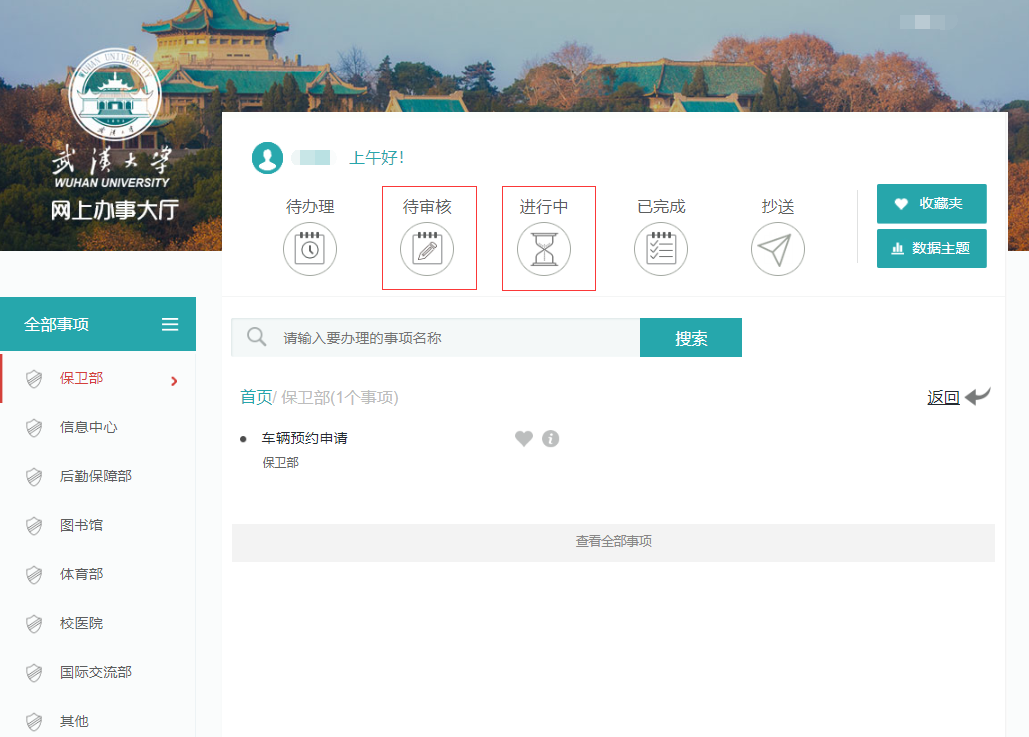 WUHAN UNIVERSITY
武漢大學
武漢大學
WUHAN UNIVERSITY
网上办事大厅
上午好！
待办理
待审核
进行中
已完成
抄送
收藏夹
数据主题
全部事项
请输入要办理的事项名称
搜索
保卫部
信息中心
后勤保障部
图书馆
体育部
校医院
国际交流部
其他
首页/ 保卫部(1个事项)
返回
车辆预约申请
保卫部
查看全部事项